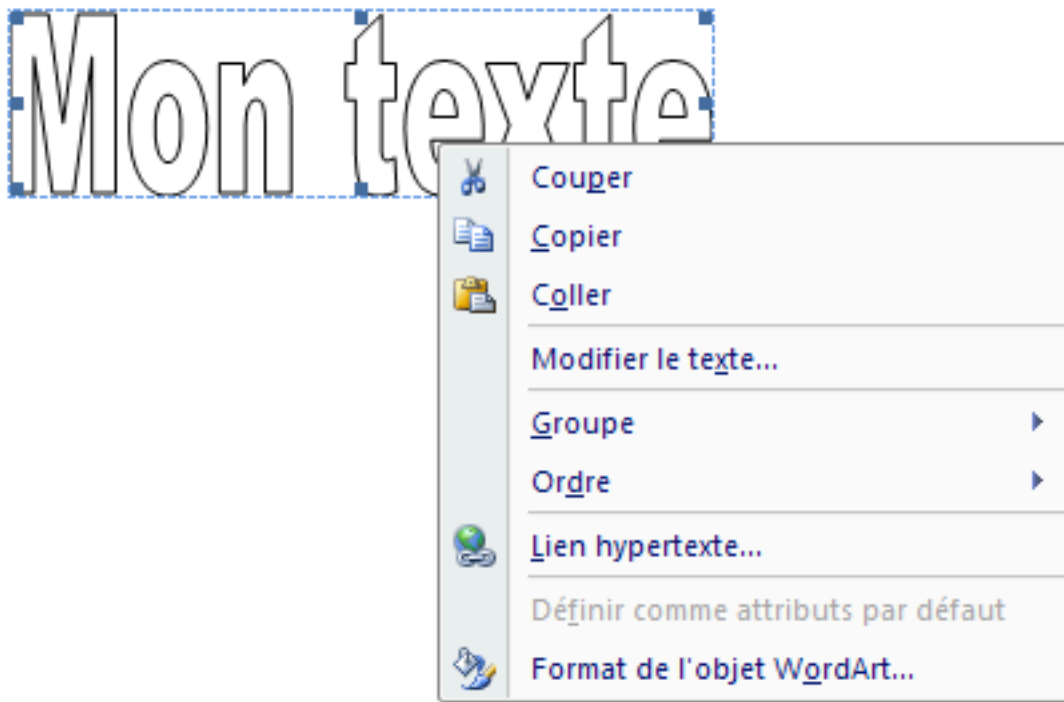 Mon texte
Couper
Copier
Coller
Modifier le texte...
Groupe
Ordre
Lien hypertexte...
Définir comme attributs par défaut
Format de l'objet WordArt...